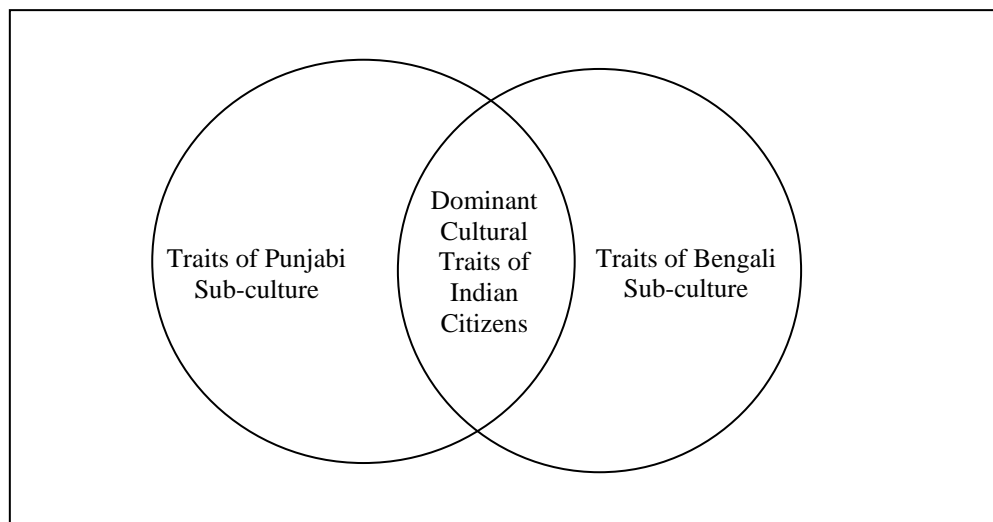 Traits of Punjabi
Sub-culture
Dominant
Cultural
Traits of
Indian
Citizens
Traits of Bengali
Sub-culture